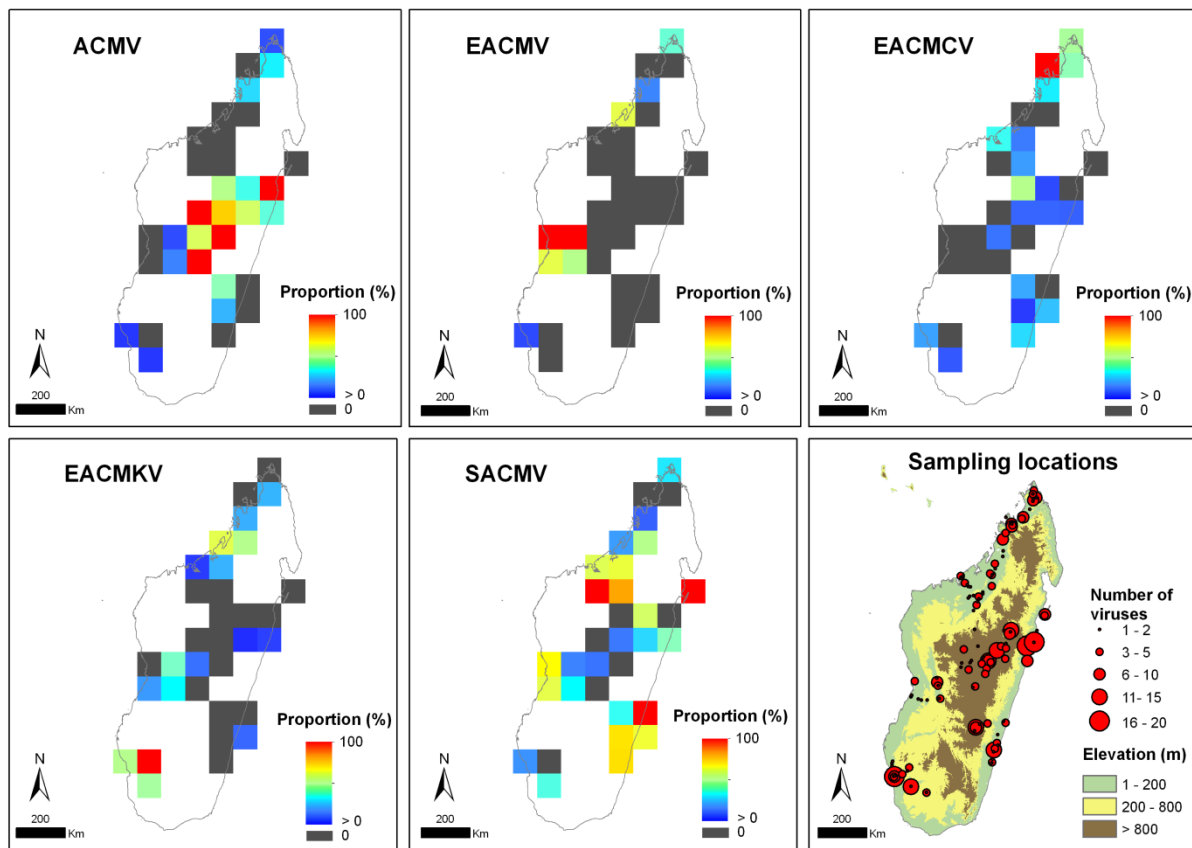 ACMV
Proportion (%)
100
> 0
0
N
200
Km
EACMV
Proportion (%)
100
> 0
0
N
200
Km
EACMCV
Proportion (%)
100
> 0
0
N
200
Km
EACMKV
Proportion (%)
100
> 0
0
N
200
Km
SACMV
Proportion (%)
100
> 0
0
N
200
Km
Sampling locations
Number of
viruses
1 - 2
3 - 5
6 - 10
11- 15
16 - 20
Elevation (m)
1 - 200
200 - 800
> 800
N
200
Km